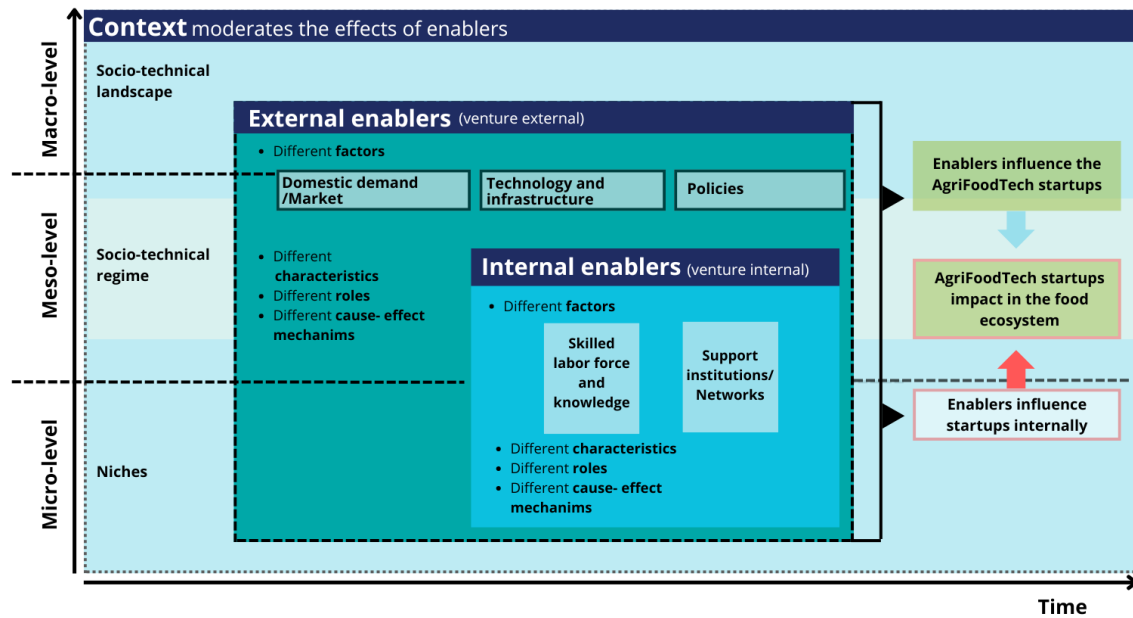 Context moderates the effects of enablers
Macro-level
Socio-technical
landscape
External enablers (venture external)
• Different factors
Domestic demand
/Market
Technology and
infrastructure
Policies
Enablers influence the
AgriFoodTech startups
Meso-level
Socio-technical
regime
• Different
characteristics
• Different roles
• Different cause- effect
mechanims
Internal enablers (venture internal)
• Different factors
Skilled
labor force
and
knowledge
Support
institutions/
Networks
• Different characteristics
• Different roles
• Different cause- effect
mechanims
AgriFoodTech startups
impact in the food
ecosystem
Enablers influence
startups internally
Micro-level
Niches
Time